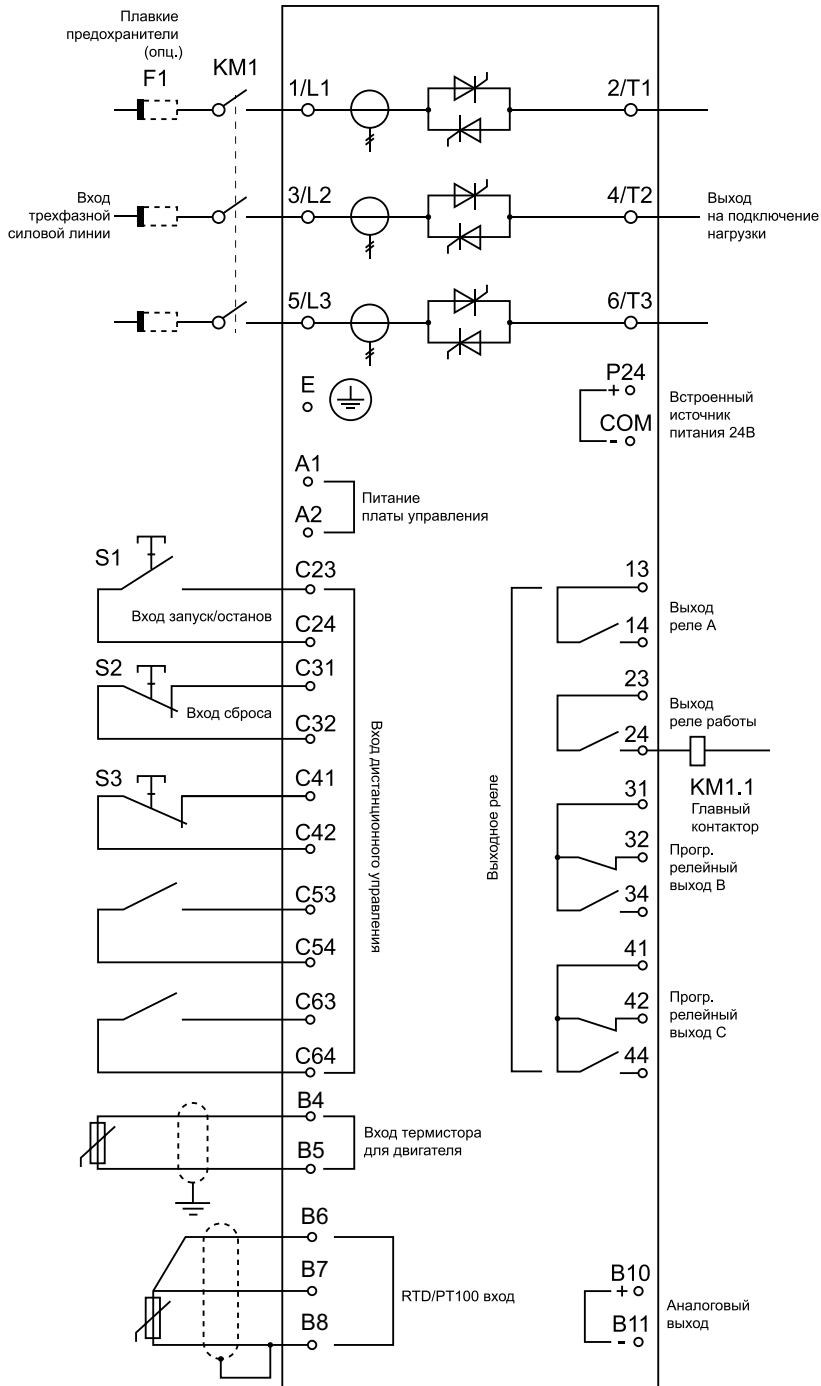 Плавкие
предохранители
(опц.)
F1
KM1
1/L1
2/T1
Вход
трехфазной
силовой линии
3/L2
4/T2
Выход
на подключение
нагрузки
5/L3
6/T3
E
P24
+
COM
-
Встроенный
источник
питания 24В
A1
A2
Питание
платы управления
S1
C23
Вход запуск/останов
C24
S2
C31
Вход сброса
C32
S3
C41
C42
C53
C54
C63
C64
Вход дистанционного управления
Выходное реле
13
14
Выход
реле А
23
24
Выход
реле работы
KM1.1
Главный
контактор
31
32
34
Прогр.
релейный
выход В
41
42
44
Прогр.
релейный
выход С
B4
B5
Вход термистора
для двигателя
B6
B7
B8
RTD/PT100 вход
B10
+
B11
-
Аналоговый
выход